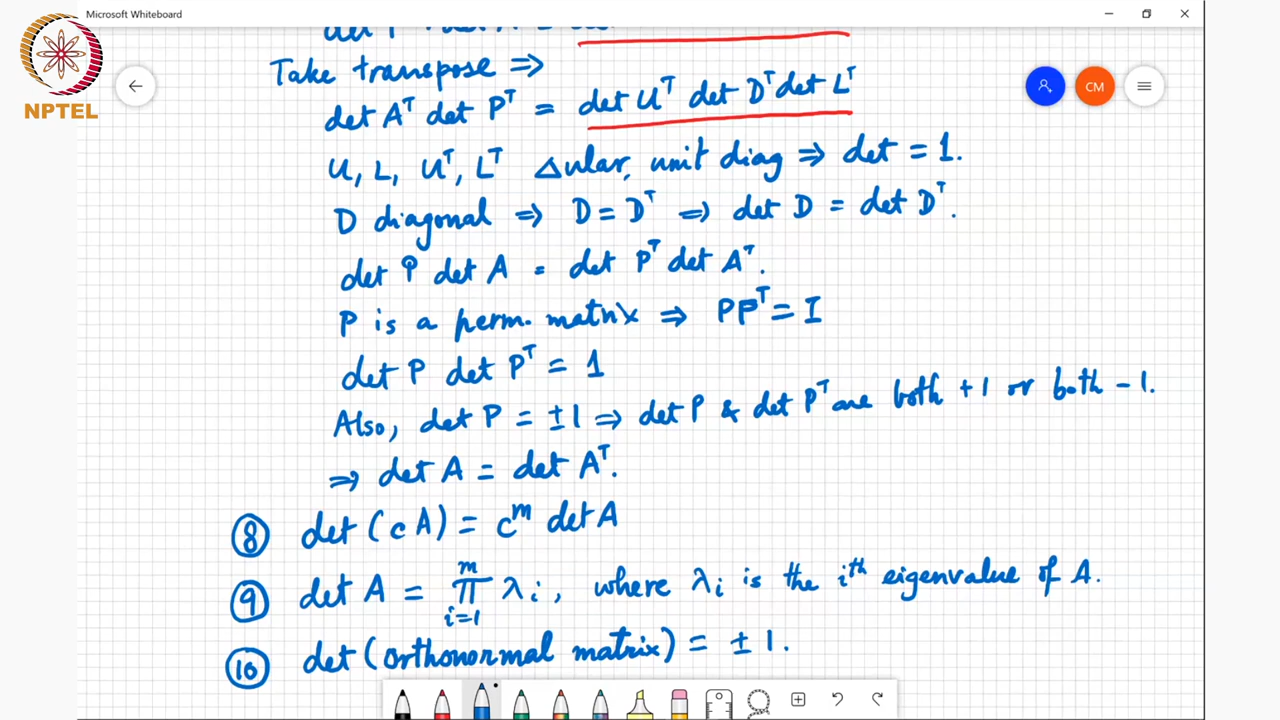 Microsoft Whiteboard
NPTEL
CM
Take transpose ⇒
det Aᵀ det Pᵀ = det Uᵀ det Dᵀ det Lᵀ
U, L, Uᵀ, Lᵀ Δular, unit diag ⇒ det = 1.
D diagonal ⇒ D = Dᵀ ⇒ det D = det Dᵀ.
det P det A = det Pᵀ det Aᵀ.
P is a perm. matrix ⇒ PPᵀ = I
det P det Pᵀ = 1
Also, det P = ±1 ⇒ det P & det Pᵀ are both +1 or both -1.
⇒ det A = det Aᵀ.
⑧ det (cA) = cᵐ det A
⑨ det A = ∏ᵢ₌₁ᵐ λᵢ, where λᵢ is the iᵗʰ eigenvalue of A.
⑩ det (orthonormal matrix) = ± 1.